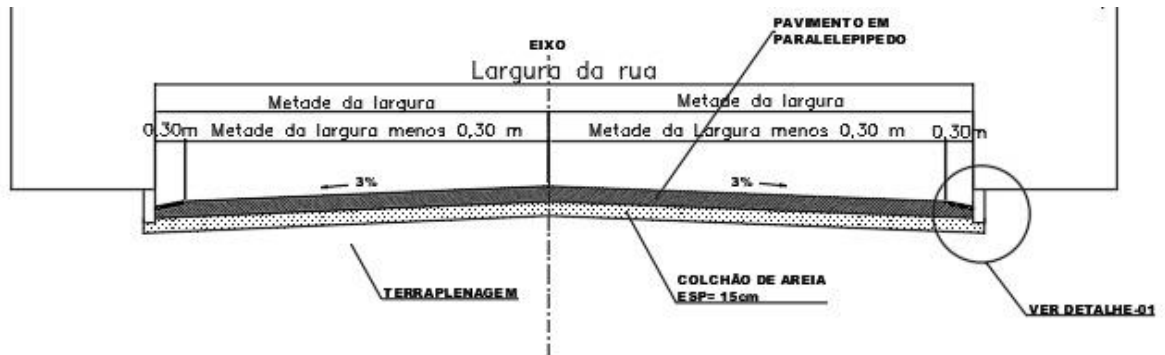 PAVIMENTO EM
PARALELEPIPEDO
EIXO
Largura da rua
Metade da largura
Metade da largura
0,30m
Metade da largura menos 0,30 m
Metade da Largura menos 0,30 m
0,30m
3%
3%
COLCHÃO DE AREIA
ESP= 15cm
TERRAPLENAGEM
VER DETALHE-01